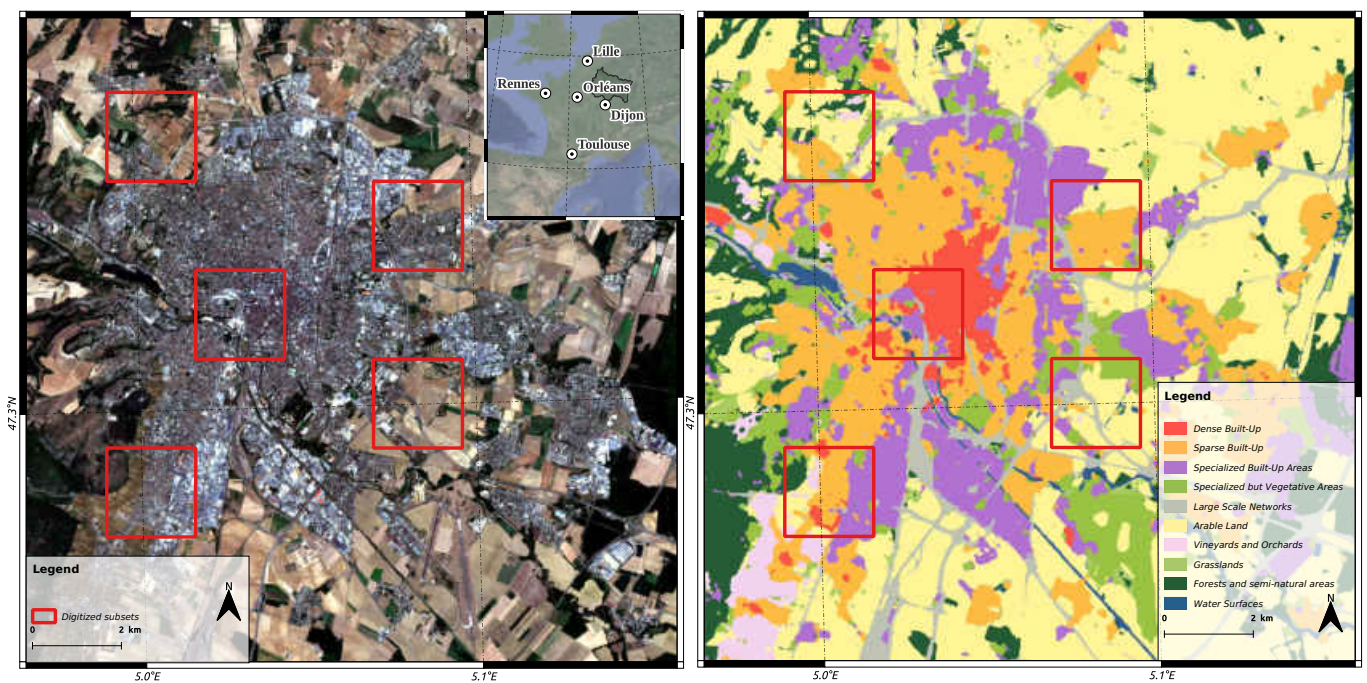 Lille
Rennes
Orléans
Dijon
Toulouse
47.3°N
Legend
Digitized subsets
0 2 km
N
5.0°E 5.1°E
47.3°N
Legend
Dense Built-Up
Sparse Built-Up
Specialized Built-Up Areas
Specialized but Vegetative Areas
Large Scale Networks
Arable Land
Vineyards and Orchards
Grasslands
Forests and semi-natural areas
Water Surfaces
0 2 km
N
5.0°E 5.1°E